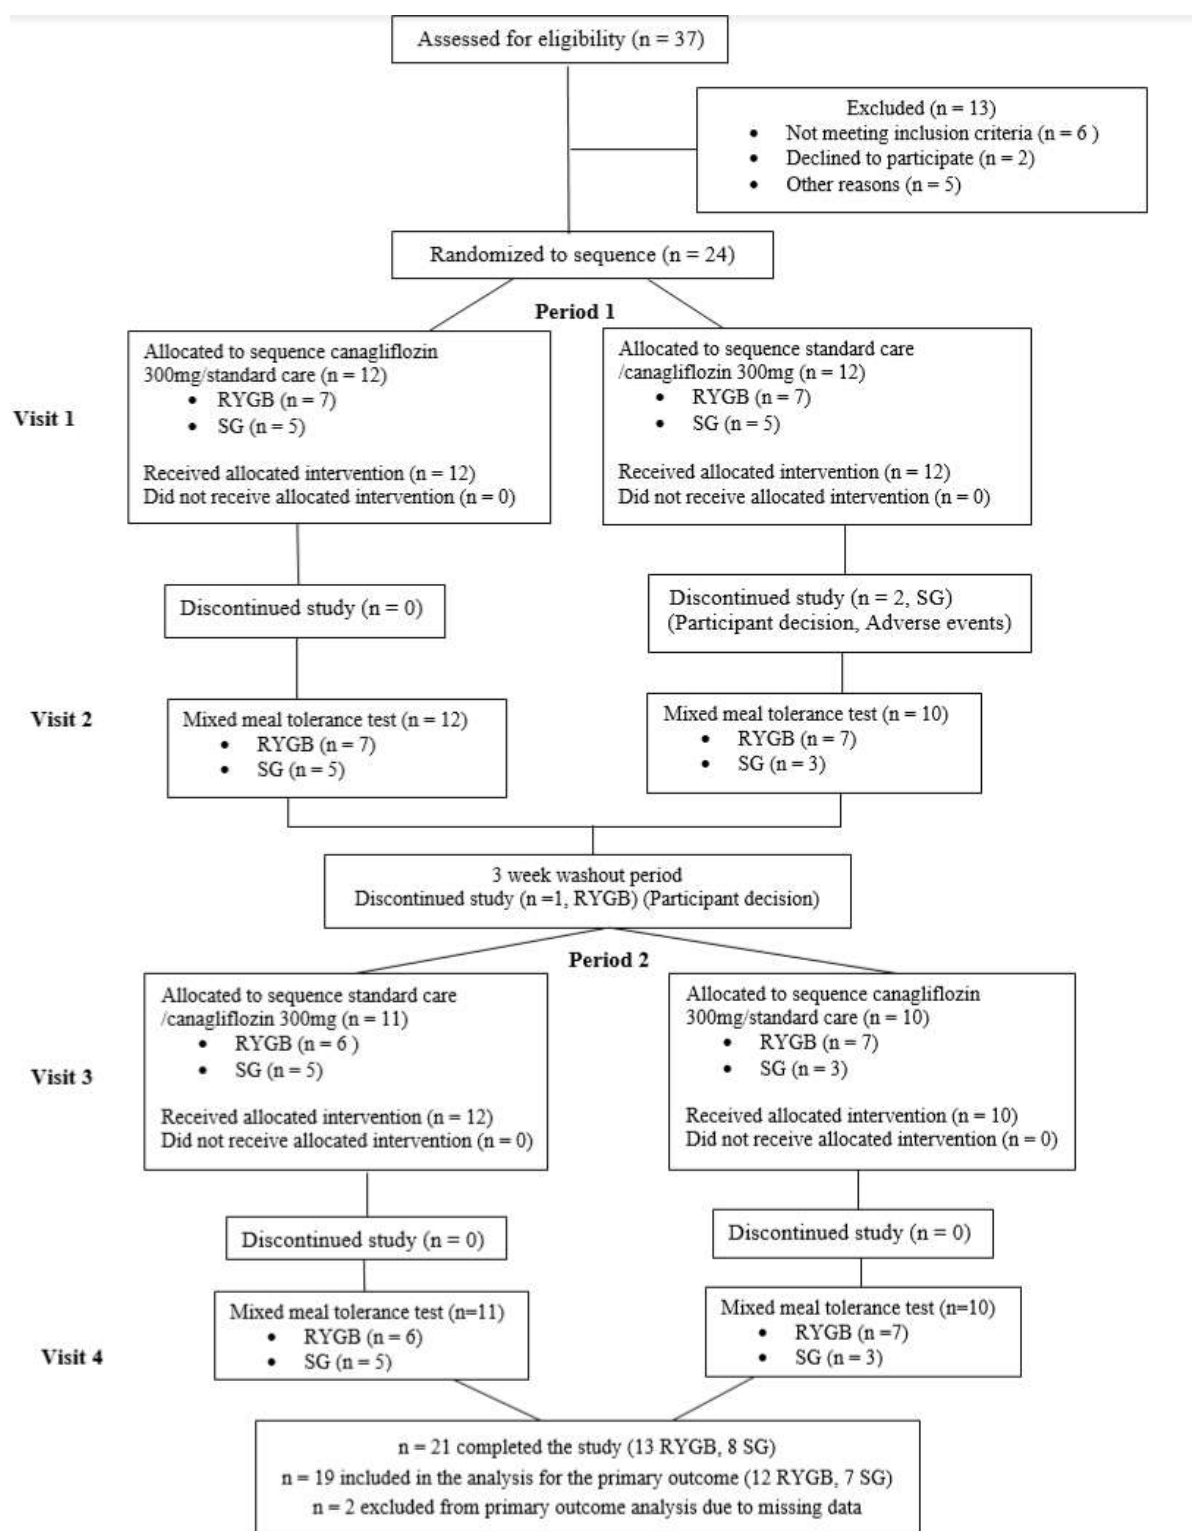 Assessed for eligibility (n = 37)
Excluded (n = 13)
• Not meeting inclusion criteria (n = 6 )
• Declined to participate (n = 2)
• Other reasons (n = 5)
Randomized to sequence (n = 24)
Period 1
Visit 1
Allocated to sequence canagliflozin
300mg/standard care (n = 12)
• RYGB (n = 7)
• SG (n = 5)
Received allocated intervention (n = 12)
Did not receive allocated intervention (n = 0)
Allocated to sequence standard care
/canagliflozin 300mg (n = 12)
• RYGB (n = 7)
• SG (n = 5)
Received allocated intervention (n = 12)
Did not receive allocated intervention (n = 0)
Discontinued study (n = 0)
Discontinued study (n = 2, SG)
(Participant decision, Adverse events)
Visit 2
Mixed meal tolerance test (n = 12)
• RYGB (n = 7)
• SG (n = 5)
Mixed meal tolerance test (n = 10)
• RYGB (n = 7)
• SG (n = 3)
3 week washout period
Discontinued study (n =1, RYGB) (Participant decision)
Period 2
Visit 3
Allocated to sequence standard care
/canagliflozin 300mg (n = 11)
• RYGB (n = 6 )
• SG (n = 5)
Received allocated intervention (n = 12)
Did not receive allocated intervention (n = 0)
Allocated to sequence canagliflozin
300mg/standard care (n = 10)
• RYGB (n = 7)
• SG (n = 3)
Received allocated intervention (n = 10)
Did not receive allocated intervention (n = 0)
Discontinued study (n = 0)
Discontinued study (n = 0)
Visit 4
Mixed meal tolerance test (n=11)
• RYGB (n = 6)
• SG (n = 5)
Mixed meal tolerance test (n=10)
• RYGB (n =7)
• SG (n = 3)
n = 21 completed the study (13 RYGB, 8 SG)
n = 19 included in the analysis for the primary outcome (12 RYGB, 7 SG)
n = 2 excluded from primary outcome analysis due to missing data